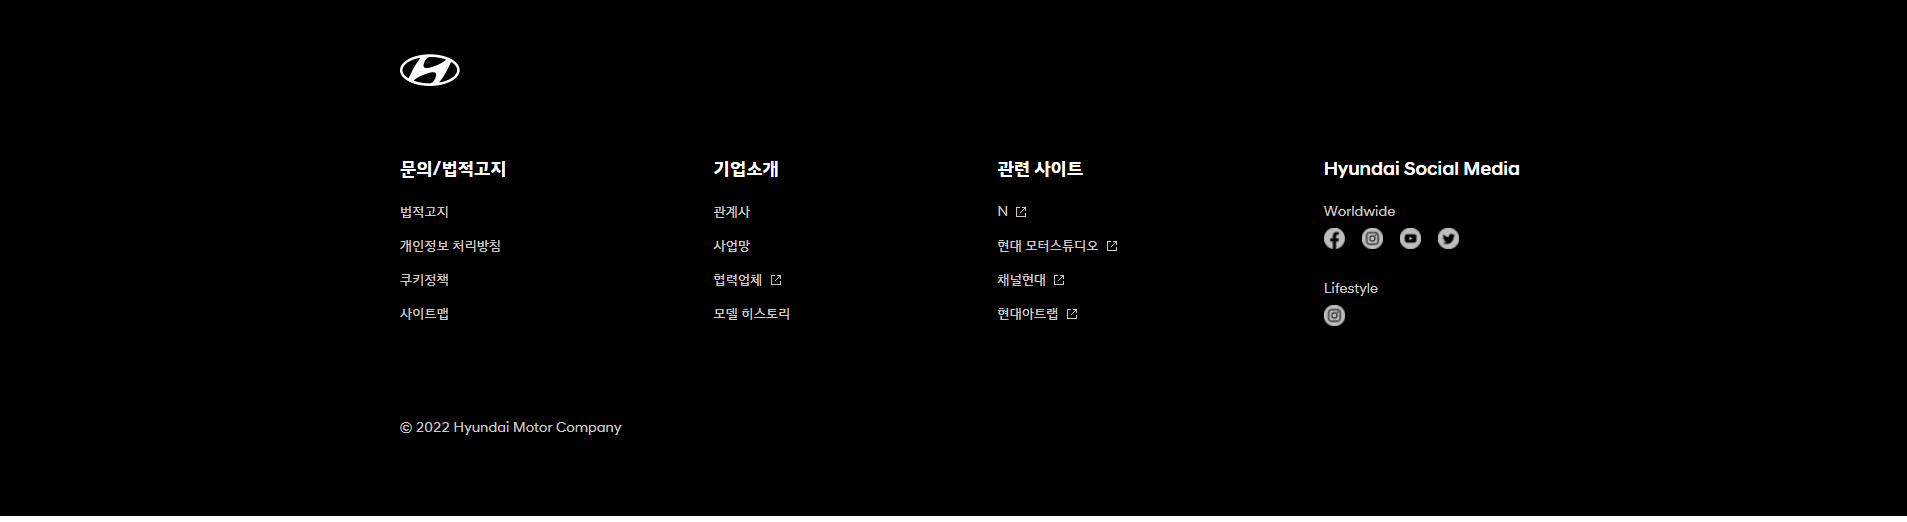 문의/법적고지
법적고지
개인정보 처리방침
쿠키정책
사이트맵
기업소개
관계사
사업망
협력업체
모델 히스토리
관련 사이트
N
현대 모터스튜디오
채널현대
현대아트랩
Hyundai Social Media
Worldwide
Lifestyle
© 2022 Hyundai Motor Company